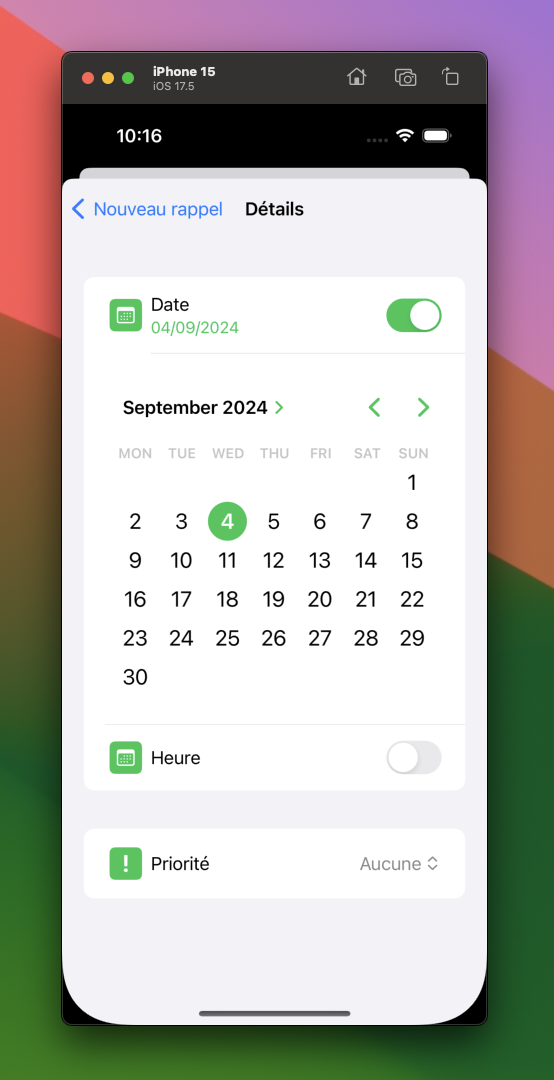 iPhone 15
iOS 17.5
10:16
Nouveau rappel Détails
Date
04/09/2024
September 2024
MON TUE WED THU FRI SAT SUN
1
2 3 4 5 6 7 8
9 10 11 12 13 14 15
16 17 18 19 20 21 22
23 24 25 26 27 28 29
30
Heure
! Priorité Aucune